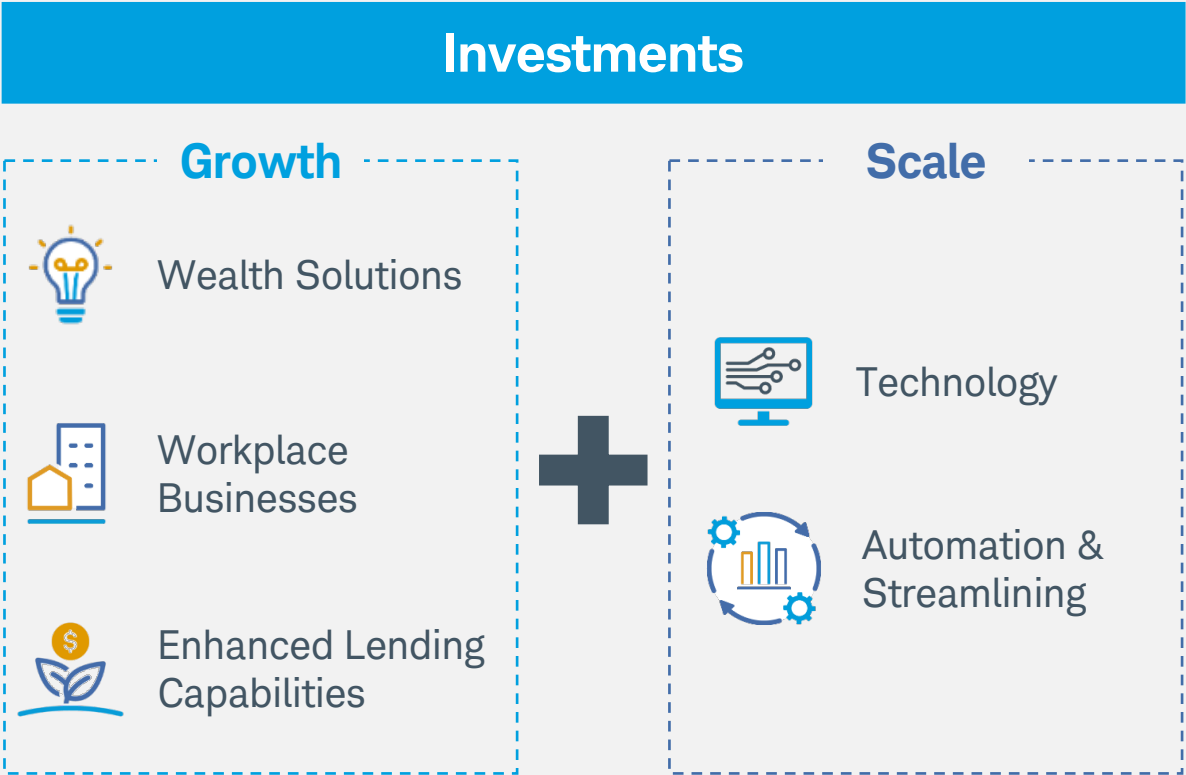 Investments
Growth
Wealth Solutions
Workplace
Businesses
$
Enhanced Lending
Capabilities
Scale
Technology
Automation &
Streamlining